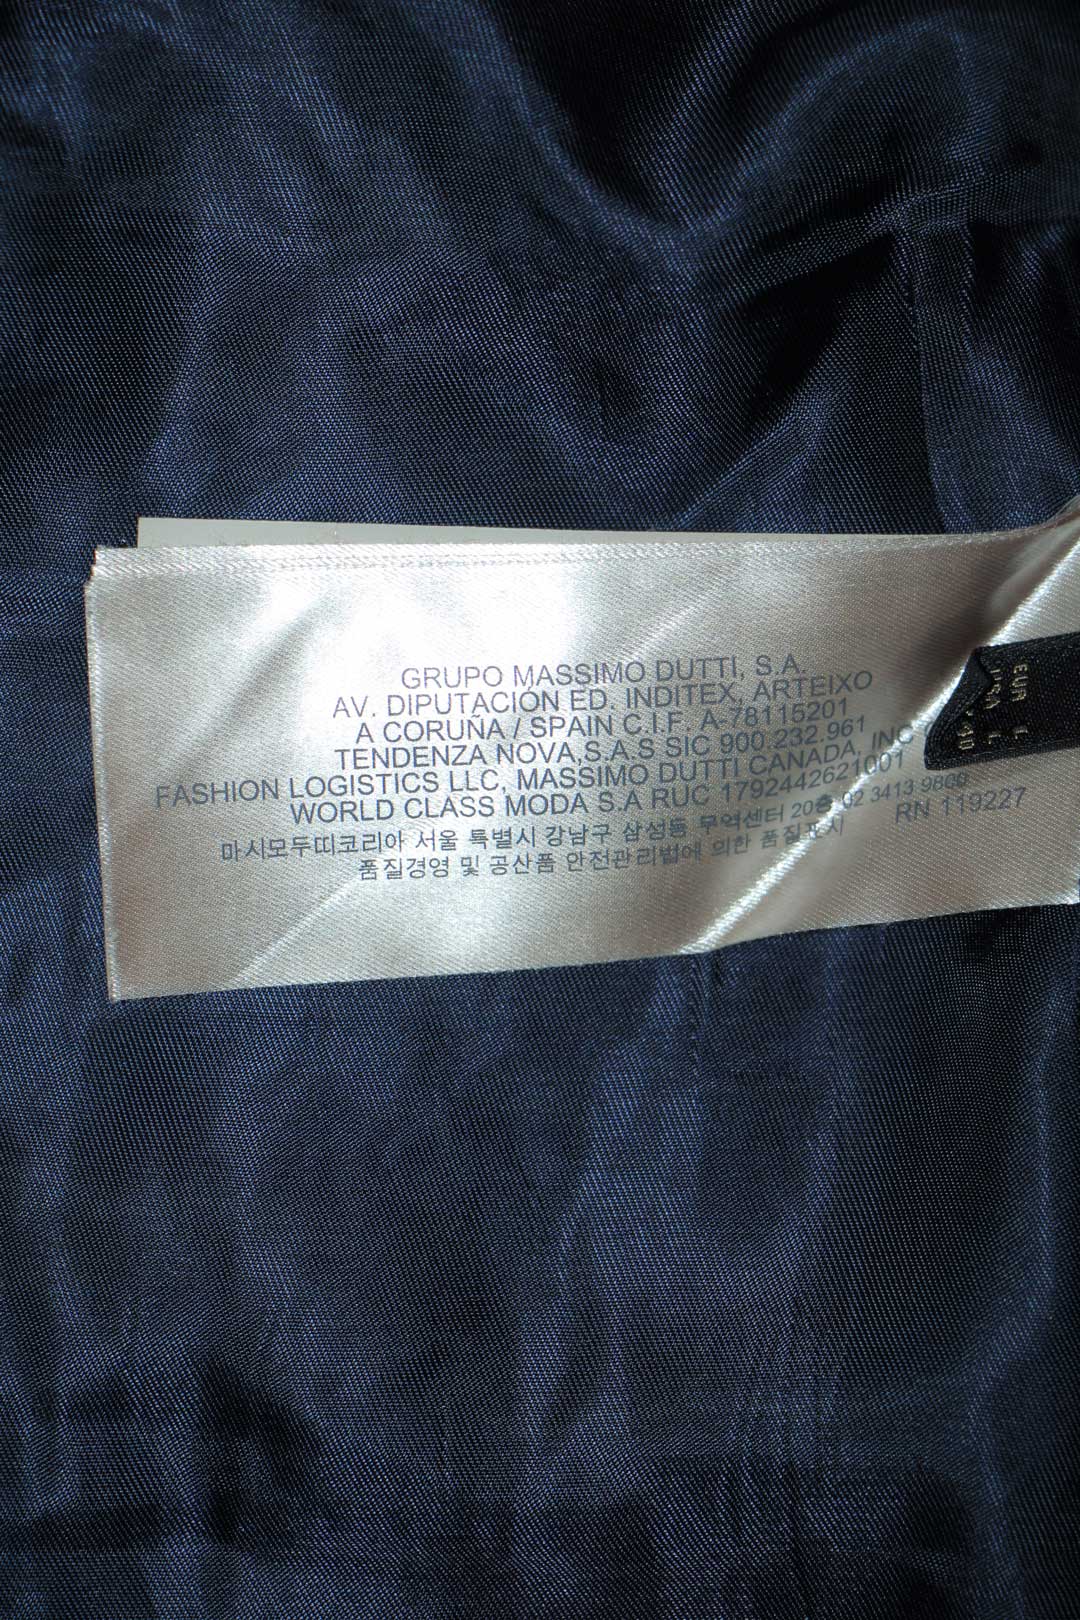 GRUPO MASSIMO DUTTI, S.A.
AV. DIPUTACIÓN ED. INDITEX, ARTEIXO
A CORUÑA / SPAIN C.I.F. A-78115201
TENDENZA NOVA,S.A.S SIC 900.232.961
FASHION LOGISTICS LLC, MASSIMO DUTTI CANADA, INC
WORLD CLASS MODA S.A RUC 1792442621001
마시모두띠코리아 서울 특별시 강남구 삼성동 무역센터 20층 02 3413 9800
품질경영 및 공산품 안전관리법에 의한 품질표시
RN 119227
EUR L
USA L
40